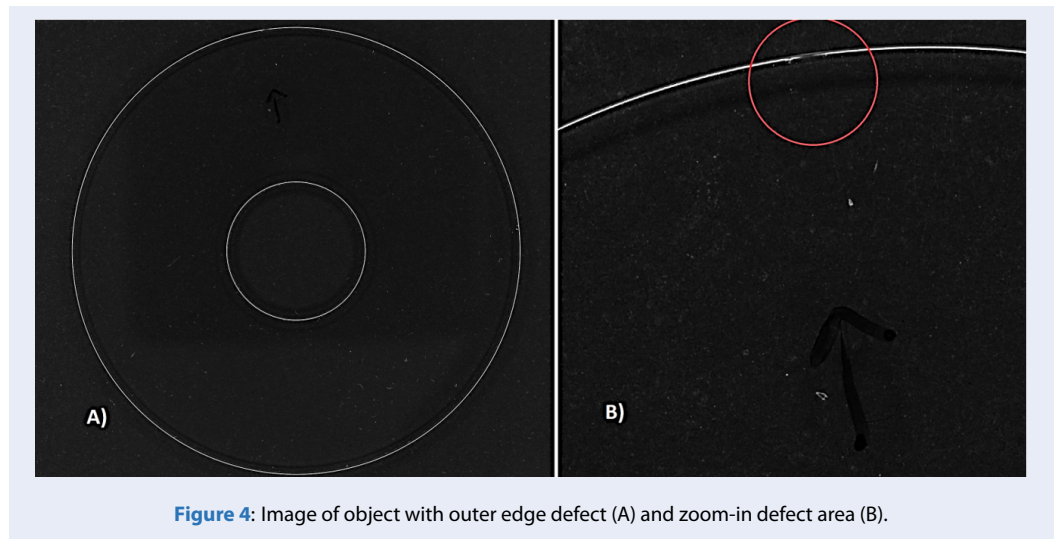 A)
B)
Figure 4: Image of object with outer edge defect (A) and zoom-in defect area (B).